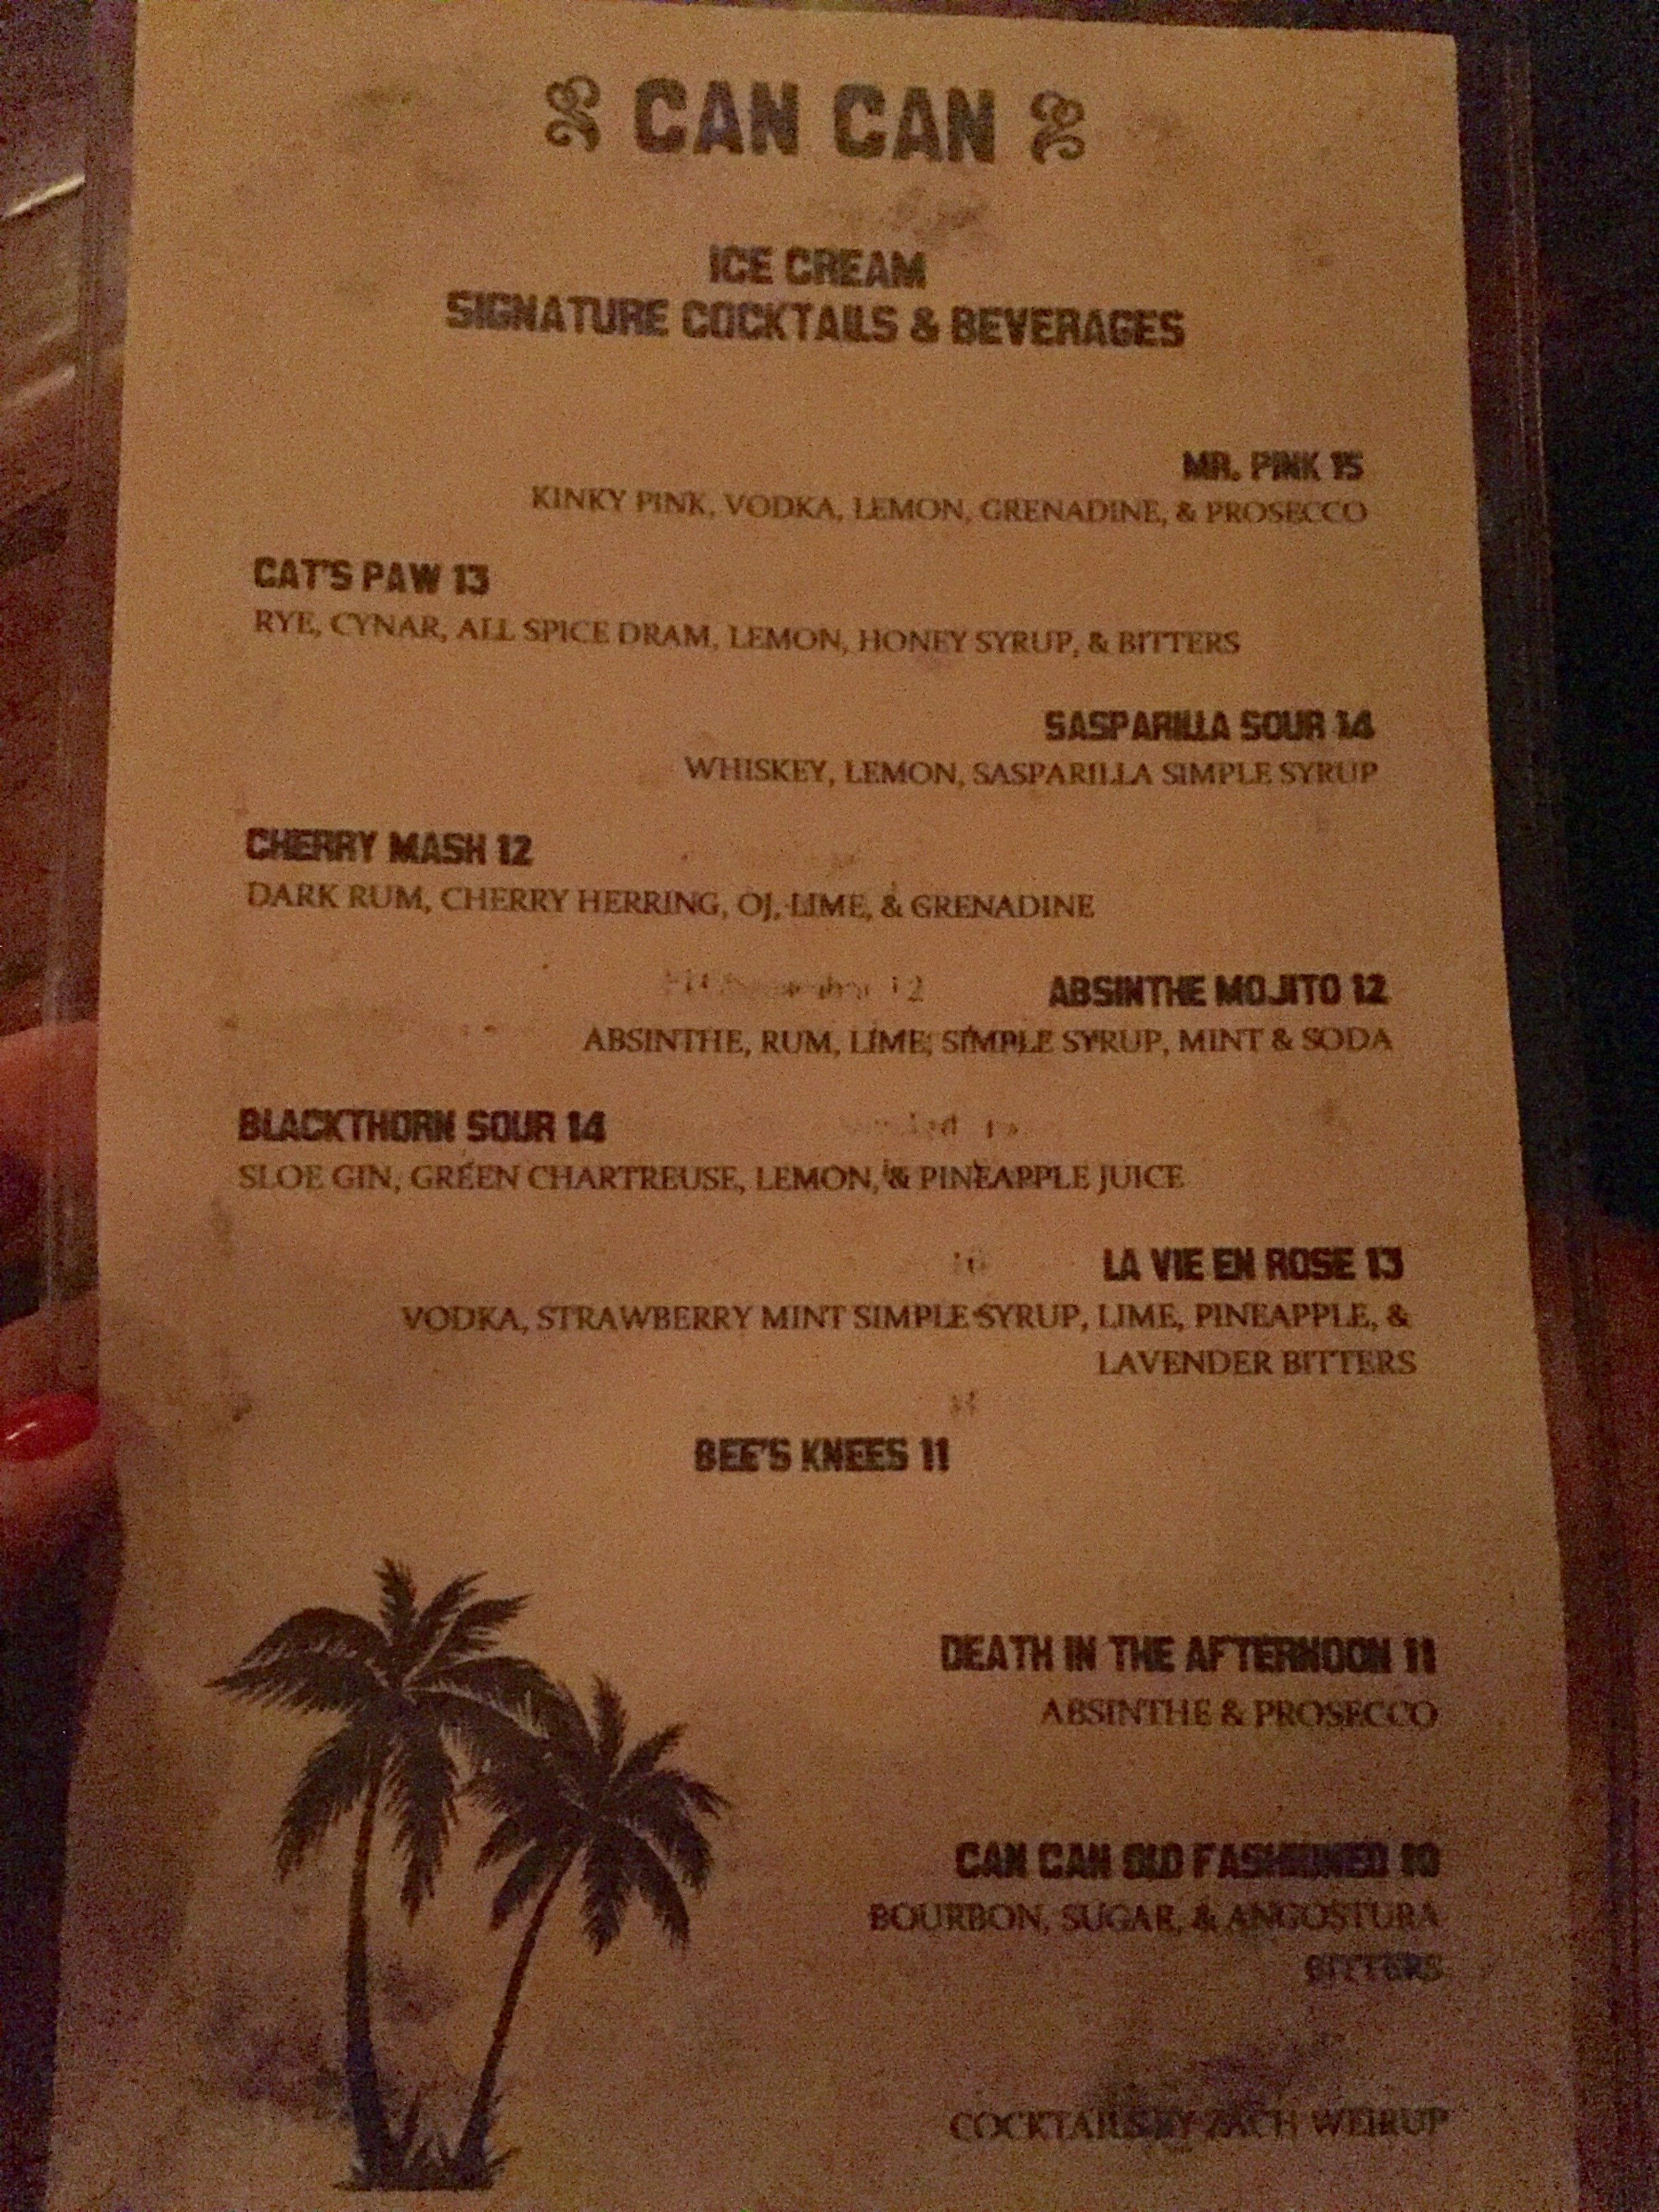 CAN CAN
ICE CREAM
SIGNATURE COCKTAILS & BEVERAGES
MR. PINK 15
KINKY PINK, VODKA, LEMON, GRENADINE, & PROSECCO
CAT'S PAW 13
RYE, CYNAR, ALL SPICE DRAM, LEMON, HONEY SYRUP, & BITTERS
SASPARILLA SOUR 14
WHISKEY, LEMON, SASPARILLA SIMPLE SYRUP
CHERRY MASH 12
DARK RUM, CHERRY HERRING, OJ, LIME, & GRENADINE
ABSINTHE MOJITO 12
ABSINTHE, RUM, LIME, SIMPLE SYRUP, MINT & SODA
BLACKTHORN SOUR 14
SLOE GIN, GREEN CHARTREUSE, LEMON, & PINEAPPLE JUICE
LA VIE EN ROSE 13
VODKA, STRAWBERRY MINT SIMPLE SYRUP, LIME, PINEAPPLE, &
LAVENDER BITTERS
BEE'S KNEES 11
DEATH IN THE AFTERNOON 11
ABSINTHE & PROSECCO
CAN CAN OLD FASHIONED
BOURBON, SUGAR, & ANGOSTURA
BITTERS
COCKTAILS BY ZACH WEIRUP